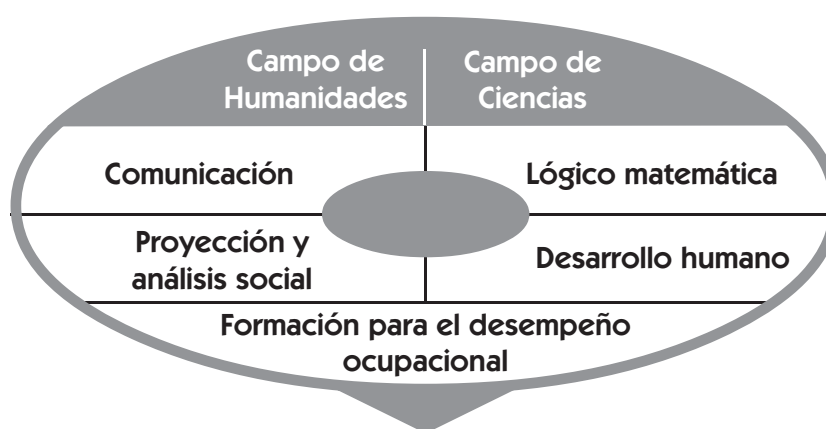 Campo de
Humanidades
Campo de
Ciencias
Comunicación
Lógico matemática
Proyección y
análisis social
Desarrollo humano
Formación para el desempeño
ocupacional